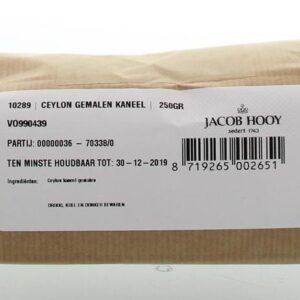 10289 | CEYLON GEMALEN KANEEL | 250GR
VO990439
PARTIJ: 00000036 - 70338/0
TEN MINSTE HOUDBAAR TOT: 30-12-2019
Ingrediënten: Ceylon kaneel gemalen
DROOG, KOEL EN DONKER BEWAREN.
JACOB HOOY
sedert 1743
8 719265 002651